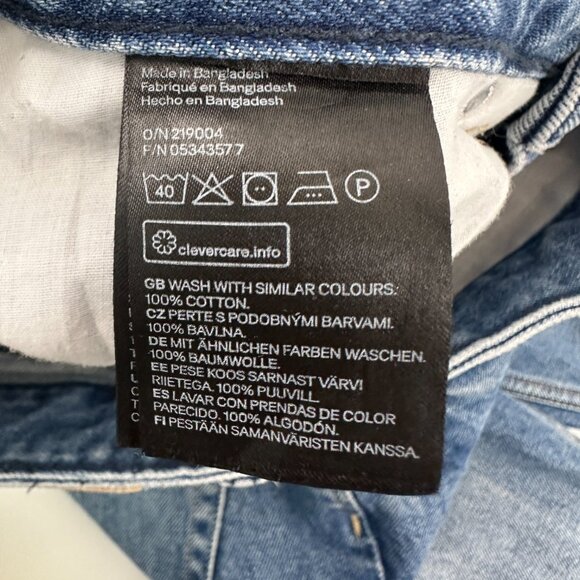 Made in Bangladesh
Fabriqué en Bangladesh
Hecho en Bangladesh
O/N 219004
F/N 05343577
40
P
clevercare.info
GB WASH WITH SIMILAR COLOURS:
100% COTTON.
CZ PERTE S PODOBNÝMI BARVAMI.
100% BAVLNA.
DE MIT ÄHNLICHEN FARBEN WASCHEN.
100% BAUMWOLLE.
EE PESE KOOS SARNAST VÄRVI
RIIETEGA. 100% PUUVILL.
ES LAVAR CON PRENDAS DE COLOR
PARECIDO. 100% ALGODÓN.
FI PESTÄÄN SAMANVÄRISTEN KANSSA.